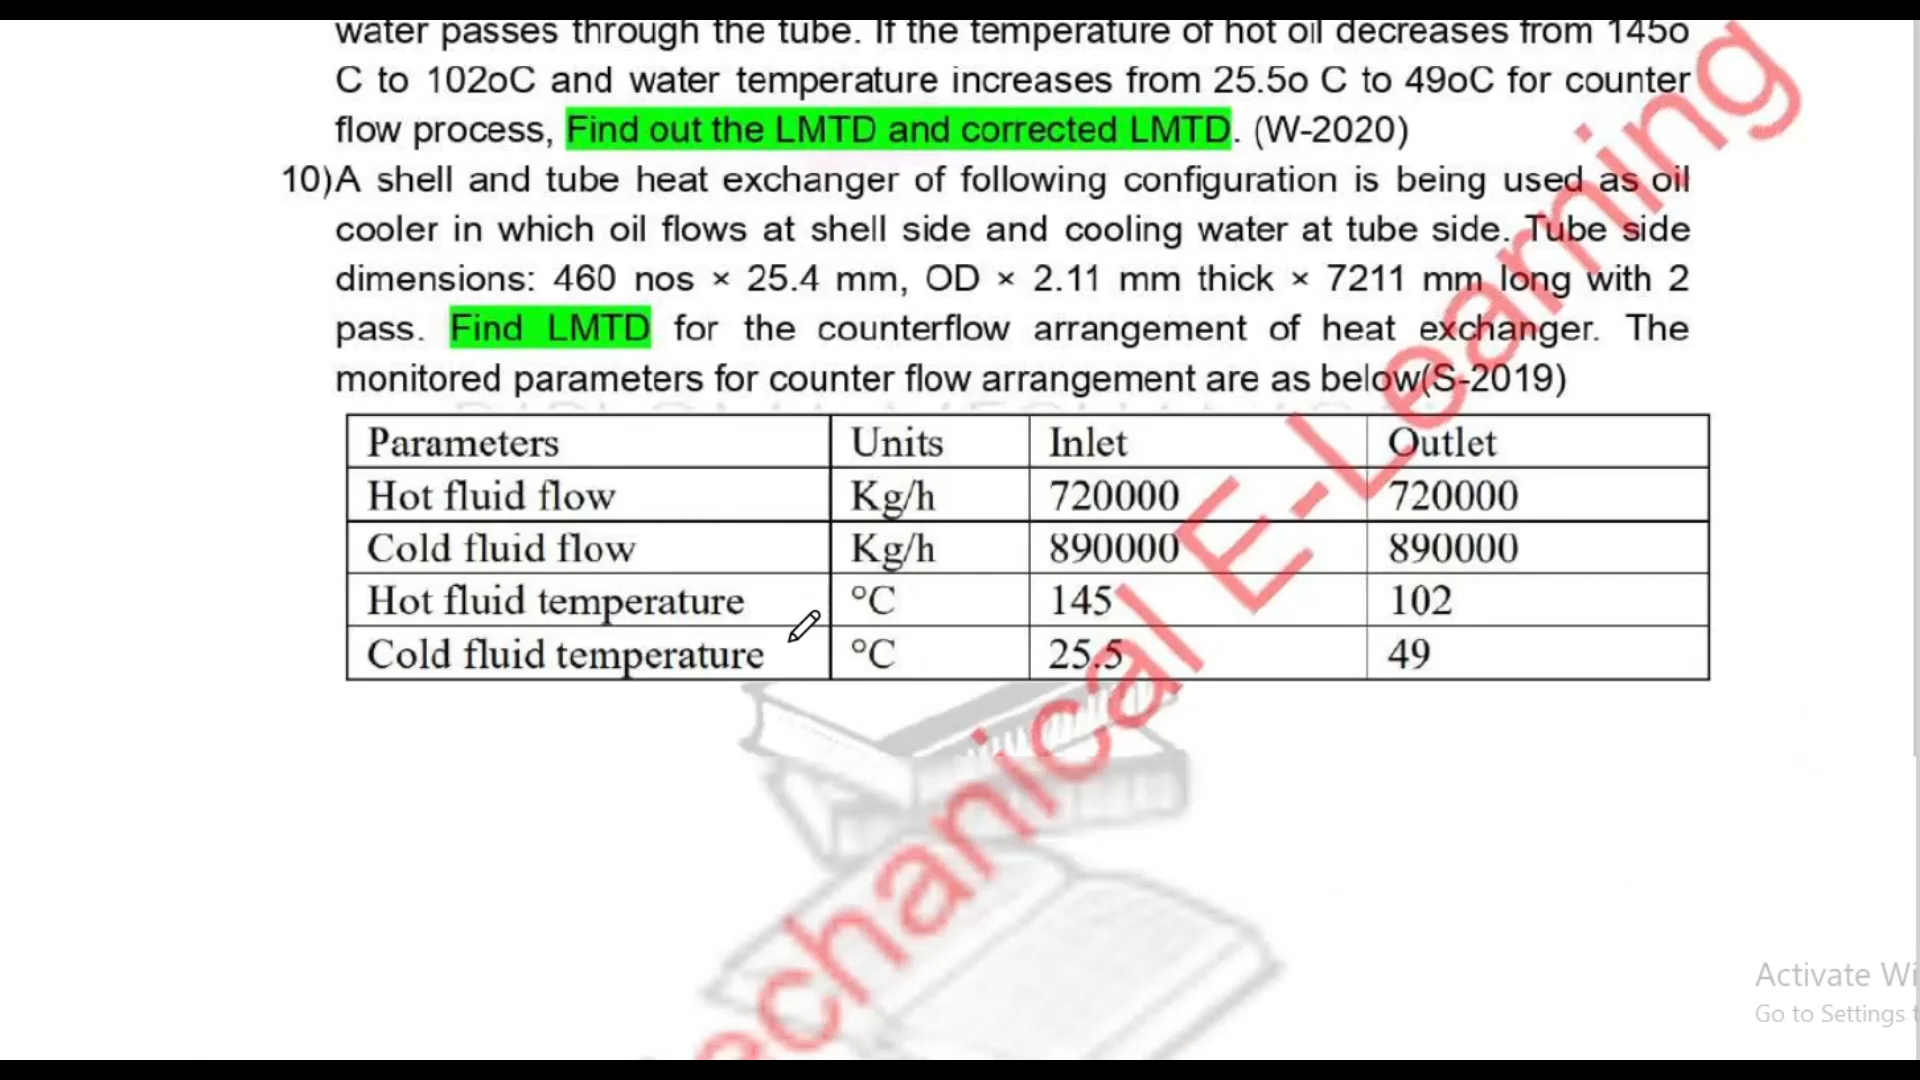 water passes through the tube. If the temperature of hot oil decreases from 145o
C to 102oC and water temperature increases from 25.5o C to 49oC for counter
flow process, Find out the LMTD and corrected LMTD. (W-2020)
10)A shell and tube heat exchanger of following configuration is being used as oil
cooler in which oil flows at shell side and cooling water at tube side. Tube side
dimensions: 460 nos × 25.4 mm, OD × 2.11 mm thick × 7211 mm long with 2
pass. Find LMTD for the counterflow arrangement of heat exchanger. The
monitored parameters for counter flow arrangement are as below(S-2019)
Parameters Units Inlet Outlet
Hot fluid flow Kg/h 720000 720000
Cold fluid flow Kg/h 890000 890000
Hot fluid temperature °C 145 102
Cold fluid temperature °C 25.5 49
echanical E-Learning
Activate Wi
Go to Settings t